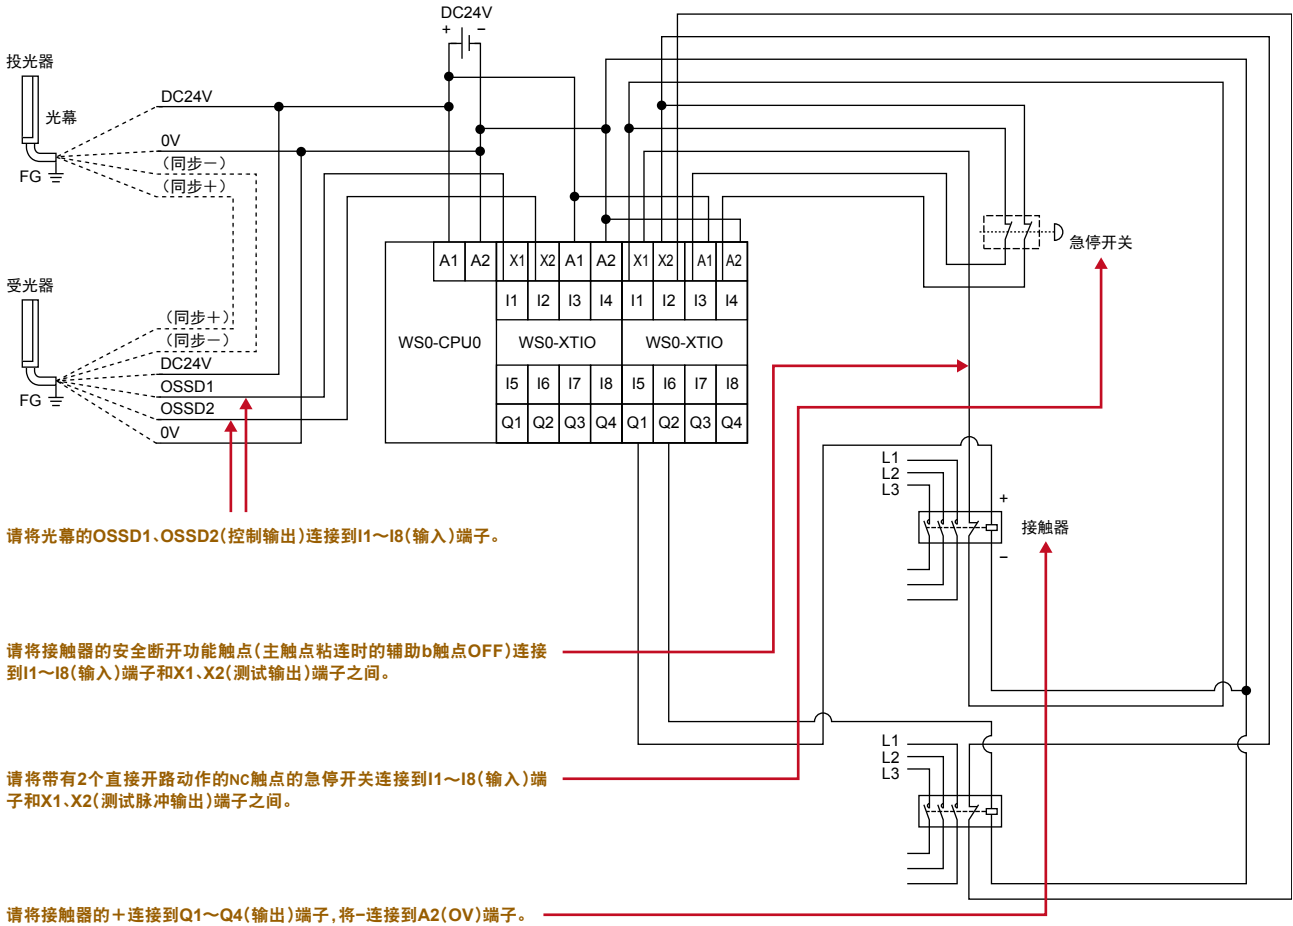 DC24V
+ −
投光器
光幕
DC24V
0V
(同步−)
(同步+)
FG
受光器
(同步+)
(同步−)
DC24V
OSSD1
OSSD2
0V
FG
A1 A2 X1 X2 A1 A2 X1 X2 A1 A2
I1 I2 I3 I4 I1 I2 I3 I4
WS0-CPU0 WS0-XTIO WS0-XTIO
I5 I6 I7 I8 I5 I6 I7 I8
Q1 Q2 Q3 Q4 Q1 Q2 Q3 Q4
急停开关
L1
L2
L3
+
接触器
−
L1
L2
L3
请将光幕的OSSD1、OSSD2(控制输出)连接到I1～I8(输入)端子。
请将接触器的安全断开功能触点(主触点粘连时的辅助b触点OFF)连接
到I1～I8(输入)端子和X1、X2(测试输出)端子之间。
请将带有2个直接开路动作的NC触点的急停开关连接到I1～I8(输入)端
子和X1、X2(测试脉冲输出)端子之间。
请将接触器的＋连接到Q1～Q4(输出)端子,将−连接到A2(OV)端子。